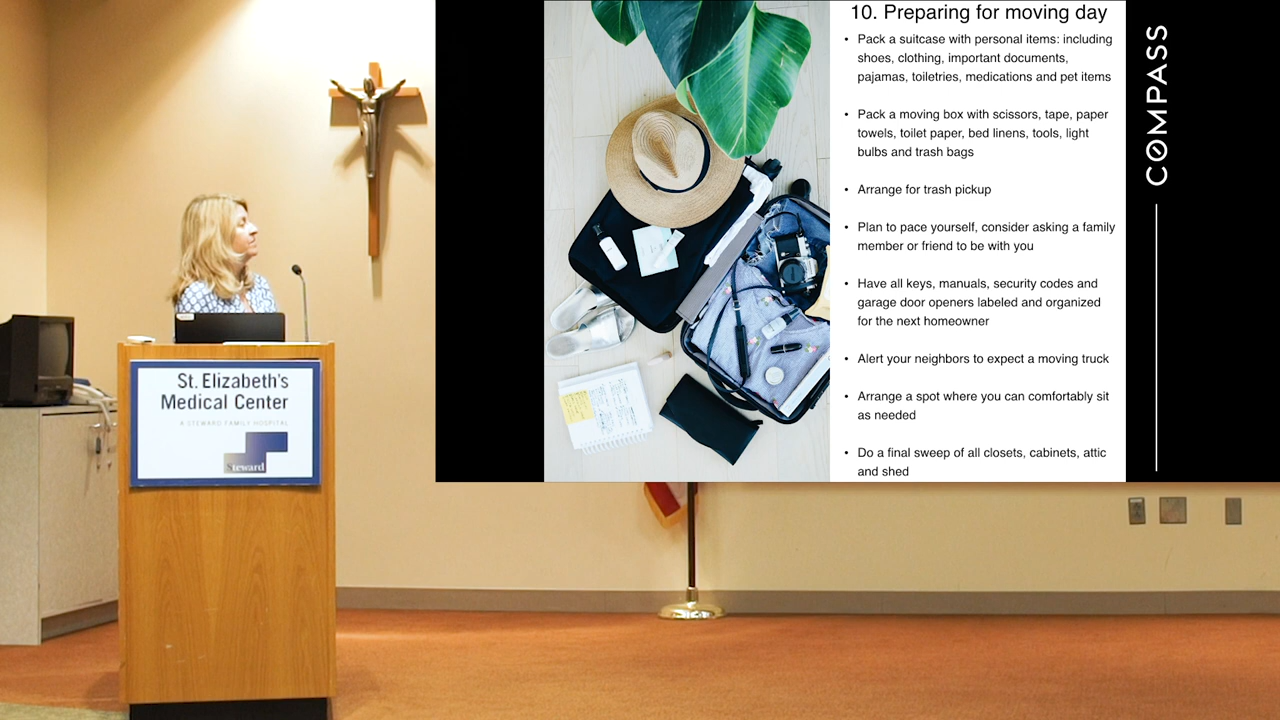 10. Preparing for moving day
• Pack a suitcase with personal items: including
shoes, clothing, important documents,
pajamas, toiletries, medications and pet items
• Pack a moving box with scissors, tape, paper
towels, toilet paper, bed linens, tools, light
bulbs and trash bags
• Arrange for trash pickup
• Plan to pace yourself, consider asking a family
member or friend to be with you
• Have all keys, manuals, security codes and
garage door openers labeled and organized
for the next homeowner
• Alert your neighbors to expect a moving truck
• Arrange a spot where you can comfortably sit
as needed
• Do a final sweep of all closets, cabinets, attic
and shed
COMPASS
St. Elizabeth's
Medical Center
A STEWARD FAMILY HOSPITAL
Steward